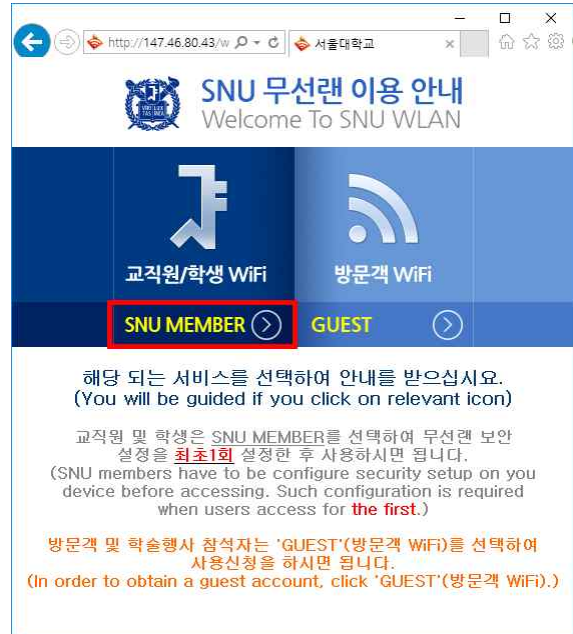 http://147.46.80.43/w
서울대학교
SNU 무선랜 이용 안내
Welcome To SNU WLAN
교직원/학생 WiFi
방문객 WiFi
SNU MEMBER
GUEST
해당 되는 서비스를 선택하여 안내를 받으십시요.
(You will be guided if you click on relevant icon)
교직원 및 학생은 SNU MEMBER를 선택하여 무선랜 보안
설정을 최초1회 설정한 후 사용하시면 됩니다.
(SNU members have to be configure security setup on you
device before accessing. Such configuration is required
when users access for the first.)
방문객 및 학술행사 참석자는 'GUEST'(방문객 WiFi)를 선택하여
사용신청을 하시면 됩니다.
(In order to obtain a guest account, click 'GUEST'(방문객 WiFi).)